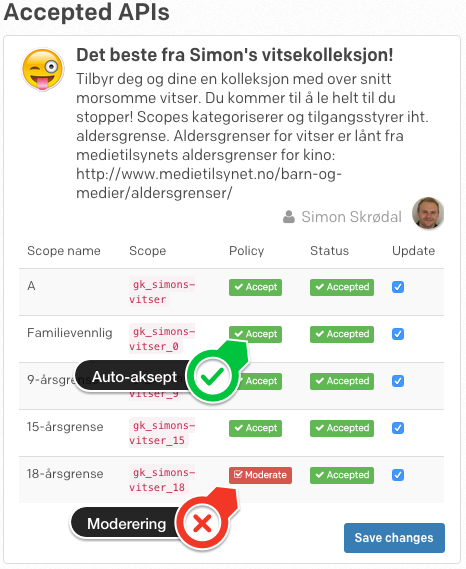 Accepted APIs
Det beste fra Simon's vitsekolleksjon!
Tilbyr deg og dine en kolleksjon med over snitt
morsomme vitser. Du kommer til å le helt til du
stopper! Scopes kategoriserer og tilgangsstyrer iht.
aldersgrense. Aldersgrenser for vitser er lånt fra
medietilsynets aldersgrenser for kino:
http://www.medietilsynet.no/barn-og-
medier/aldersgrenser/
Simon Skrødal
Scope name Scope Policy Status Update
A gk_simons- Accept Accepted
vitser
Familievennlig gk_simons- Accept Accepted
vitser_0
9-årsgrense Accept Accepted
vitser_9
Auto-aksept
15-årsgrense gk_simons- Accept Accepted
vitser_15
18-årsgrense gk_simons- Moderate Accepted
vitser_18
Moderering
Save changes